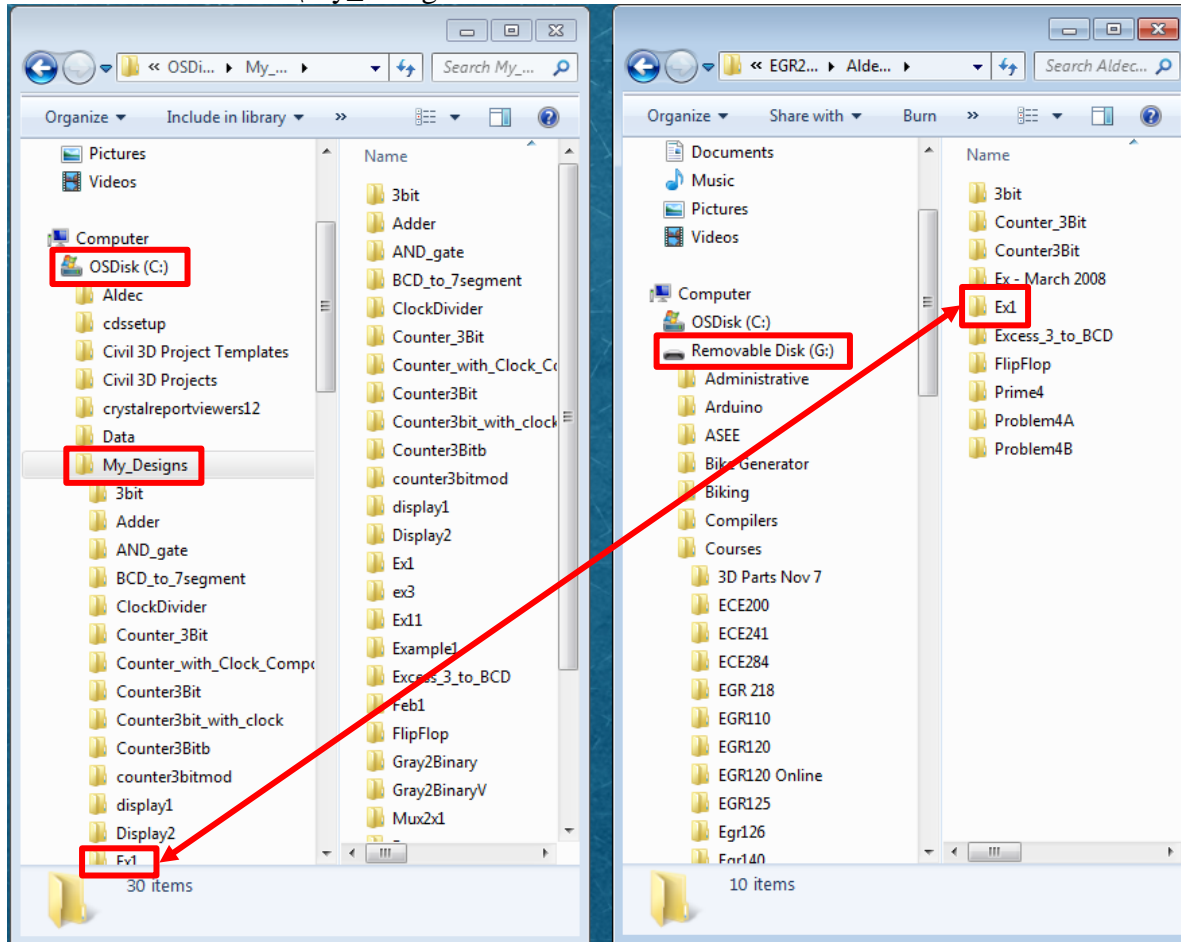 « OSDi... ▸ My_... ▸
Search My_...
Organize ▾ Include in library ▾ »
Pictures
Videos
Computer
OSDisk (C:)
Aldec
cdssetup
Civil 3D Project Templates
Civil 3D Projects
crystalreportviewers12
Data
My_Designs
3bit
Adder
AND_gate
BCD_to_7segment
ClockDivider
Counter_3Bit
Counter_with_Clock_Compo
Counter3Bit
Counter3bit_with_clock
Counter3Bitb
counter3bitmod
display1
Display2
Ex1
Name
3bit
Adder
AND_gate
BCD_to_7segment
ClockDivider
Counter_3Bit
Counter_with_Clock_Co
Counter3Bit
Counter3bit_with_clock
Counter3Bitb
counter3bitmod
display1
Display2
Ex1
ex3
Ex11
Example1
Excess_3_to_BCD
Feb1
FlipFlop
Gray2Binary
Gray2BinaryV
Mux2x1
30 items
« EGR2... ▸ Alde... ▸
Search Aldec...
Organize ▾ Share with ▾ Burn »
Documents
Music
Pictures
Videos
Computer
OSDisk (C:)
Removable Disk (G:)
Administrative
Arduino
ASEE
Bike Generator
Biking
Compilers
Courses
3D Parts Nov 7
ECE200
ECE241
ECE284
EGR 218
EGR110
EGR120
EGR120 Online
EGR125
Egr126
Egr140
Name
3bit
Counter_3Bit
Counter3Bit
Ex - March 2008
Ex1
Excess_3_to_BCD
FlipFlop
Prime4
Problem4A
Problem4B
10 items